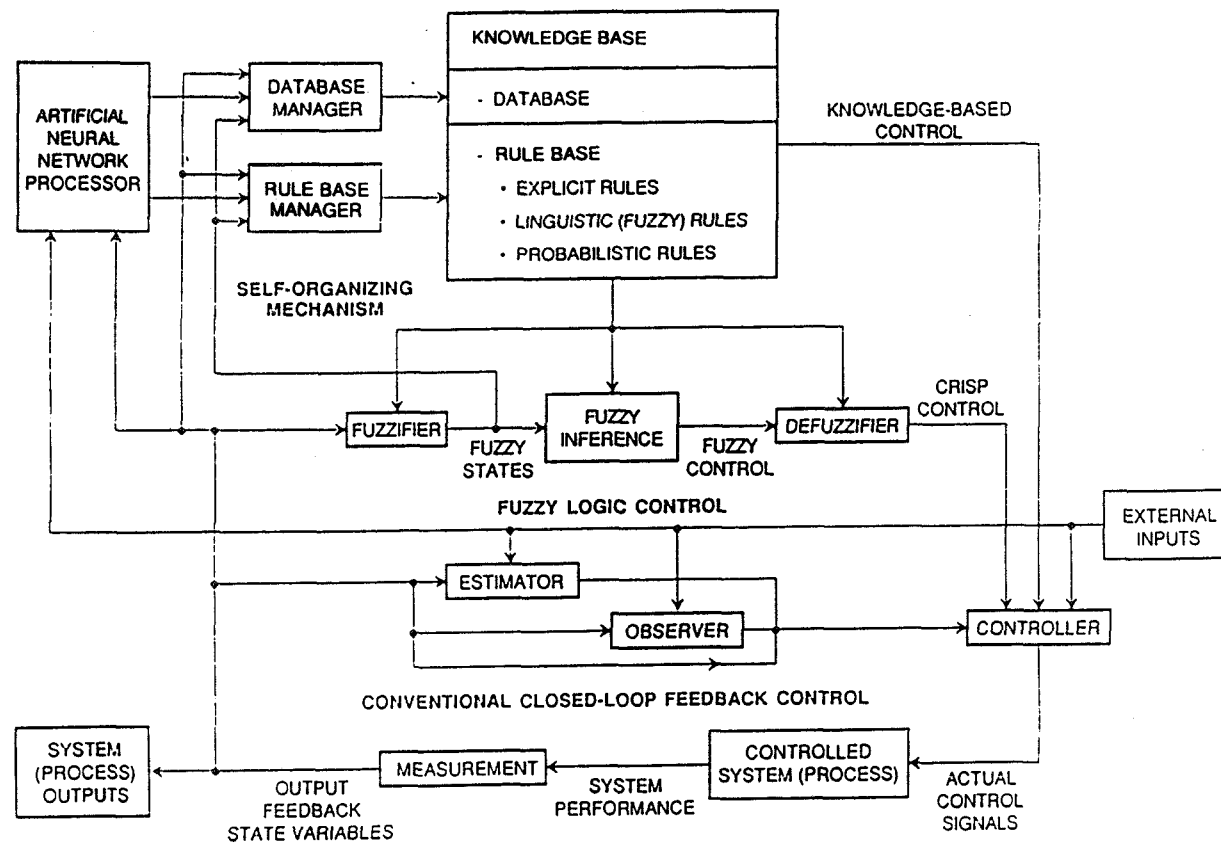 KNOWLEDGE BASE
- DATABASE
- RULE BASE
• EXPLICIT RULES
• LINGUISTIC (FUZZY) RULES
• PROBABILISTIC RULES
ARTIFICIAL
NEURAL
NETWORK
PROCESSOR
DATABASE
MANAGER
RULE BASE
MANAGER
KNOWLEDGE-BASED
CONTROL
SELF-ORGANIZING
MECHANISM
FUZZIFIER
FUZZY
STATES
FUZZY
INFERENCE
FUZZY
CONTROL
DEFUZZIFIER
CRISP
CONTROL
FUZZY LOGIC CONTROL
EXTERNAL
INPUTS
ESTIMATOR
OBSERVER
CONTROLLER
CONVENTIONAL CLOSED-LOOP FEEDBACK CONTROL
SYSTEM
(PROCESS)
OUTPUTS
OUTPUT
FEEDBACK
STATE VARIABLES
MEASUREMENT
SYSTEM
PERFORMANCE
CONTROLLED
SYSTEM (PROCESS)
ACTUAL
CONTROL
SIGNALS